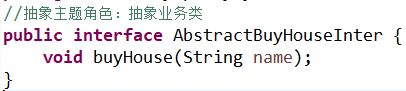 //抽象主题角色：抽象业务类
public interface AbstractBuyHouseInter {
    void buyHouse(String name);
}